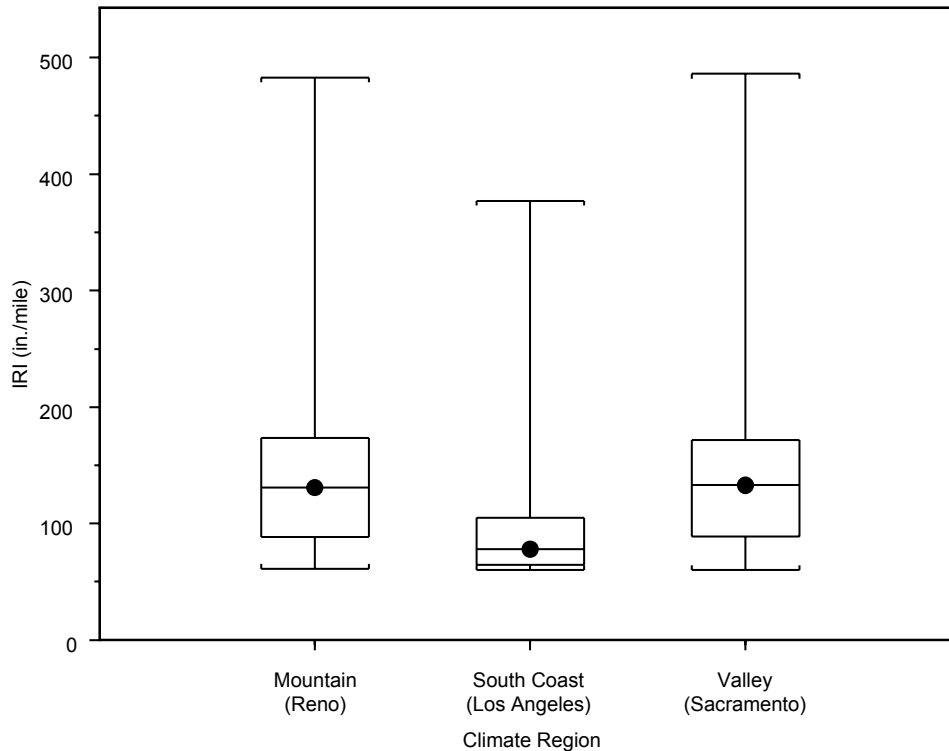 500
400
300
200
100
0
IRI (in./mile)
Mountain
(Reno)
South Coast
(Los Angeles)
Valley
(Sacramento)
Climate Region